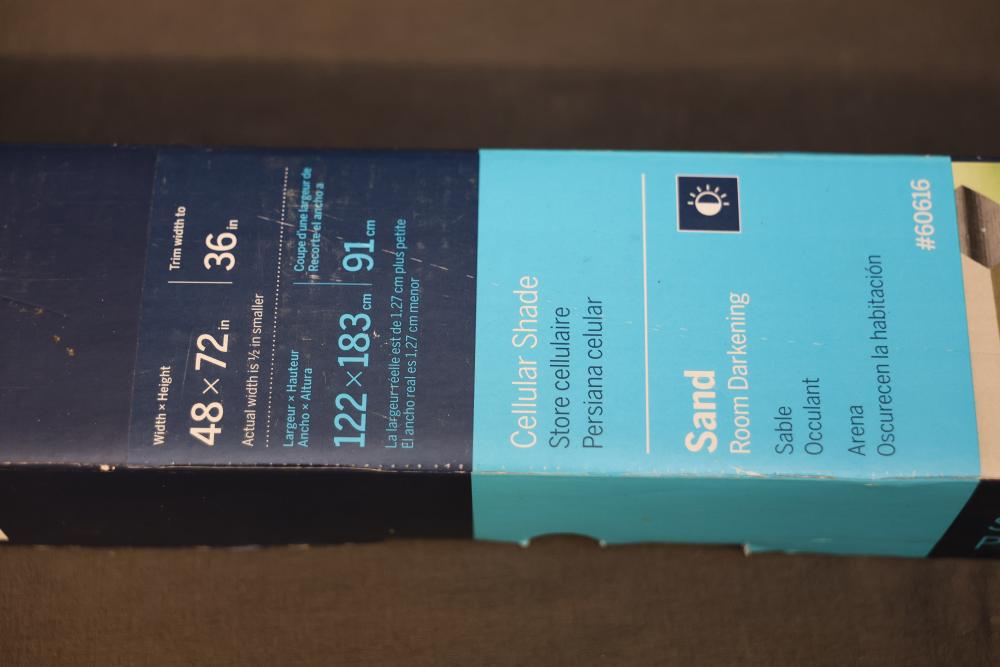 Width × Height
48 × 72 in
Trim width to
36 in
Actual width is ½ in smaller
Largeur × Hauteur
Ancho × Altura
122 × 183 cm
Coupe d'une largeur de
Recorte el ancho a
91 cm
La largeur réelle est de 1,27 cm plus petite
El ancho real es 1,27 cm menor
Cellular Shade
Store cellulaire
Persiana celular
Sand
Room Darkening
Sable
Occulant
Arena
Oscurecen la habitación
#60616